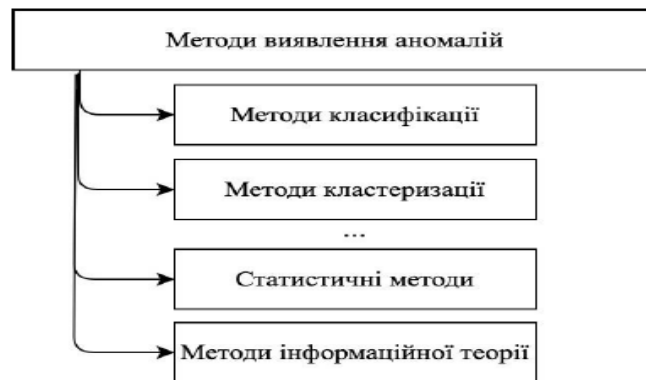 Методи виявлення аномалій
Методи класифікації
Методи кластеризації
...
Статистичні методи
Методи інформаційної теорії